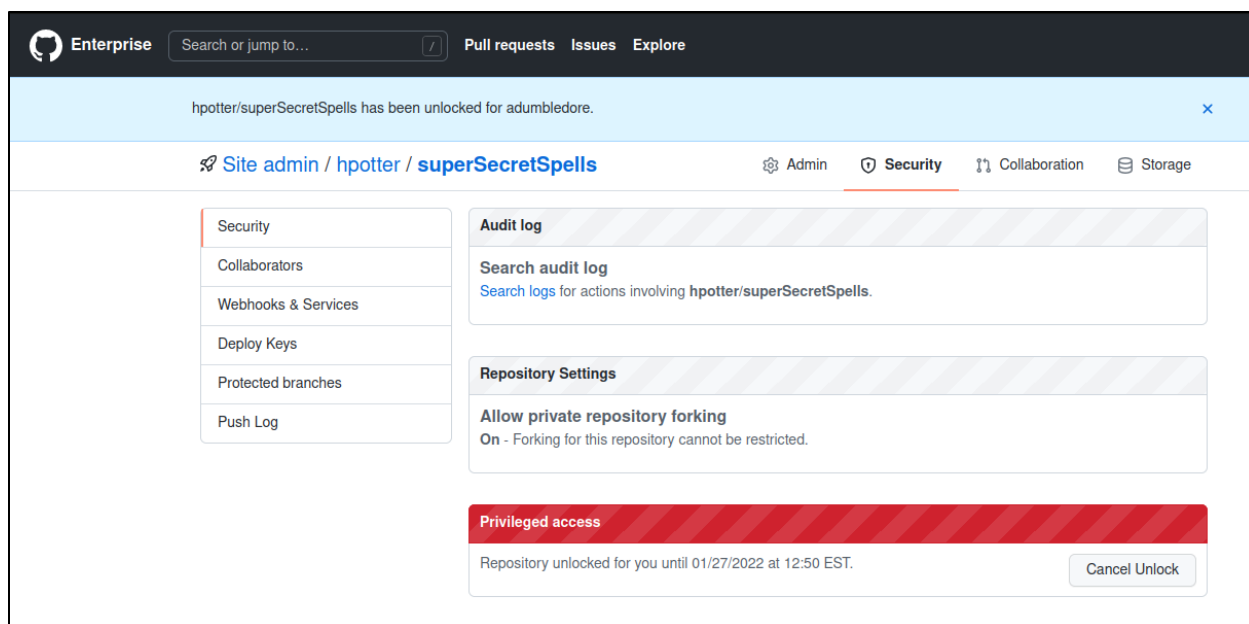 Enterprise Search or jump to... / Pull requests Issues Explore
hpotter/superSecretSpells has been unlocked for adumbledore. ×
Site admin / hpotter / superSecretSpells Admin Security Collaboration Storage
Security
Collaborators
Webhooks & Services
Deploy Keys
Protected branches
Push Log
Audit log
Search audit log
Search logs for actions involving hpotter/superSecretSpells.
Repository Settings
Allow private repository forking
On - Forking for this repository cannot be restricted.
Privileged access
Repository unlocked for you until 01/27/2022 at 12:50 EST. Cancel Unlock